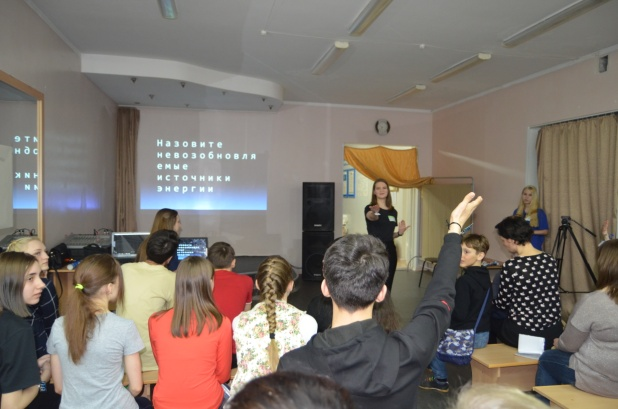 Назовите
невозобновля
емые
источники
энергии